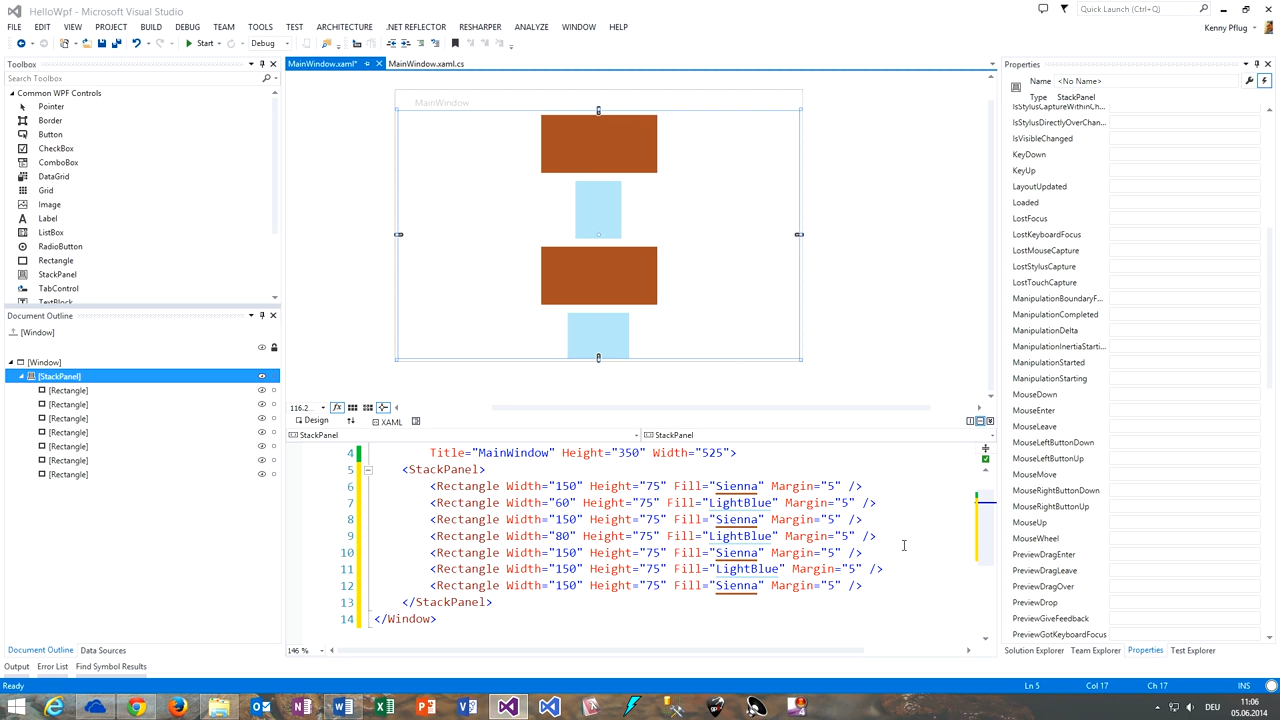 HelloWpf - Microsoft Visual Studio
Quick Launch (Ctrl+Q)
FILE EDIT VIEW PROJECT BUILD DEBUG TEAM TOOLS TEST ARCHITECTURE .NET REFLECTOR RESHARPER ANALYZE WINDOW HELP
Kenny Pflug
Start Debug
Toolbox
MainWindow.xaml* MainWindow.xaml.cs
Properties
Search Toolbox
Name <No Name>
Type StackPanel
Common WPF Controls
Pointer
Border
Button
CheckBox
ComboBox
DataGrid
Grid
Image
Label
ListBox
RadioButton
Rectangle
StackPanel
TabControl
TextBlock
Document Outline
[Window]
[Window]
[StackPanel]
[Rectangle]
[Rectangle]
[Rectangle]
[Rectangle]
[Rectangle]
[Rectangle]
[Rectangle]
Document Outline Data Sources
MainWindow
116.2...
Design XAML
StackPanel StackPanel
4 Title="MainWindow" Height="350" Width="525">
5 <StackPanel>
6 <Rectangle Width="150" Height="75" Fill="Sienna" Margin="5" />
7 <Rectangle Width="60" Height="75" Fill="LightBlue" Margin="5" />
8 <Rectangle Width="150" Height="75" Fill="Sienna" Margin="5" />
9 <Rectangle Width="80" Height="75" Fill="LightBlue" Margin="5" />
10 <Rectangle Width="150" Height="75" Fill="Sienna" Margin="5" />
11 <Rectangle Width="150" Height="75" Fill="LightBlue" Margin="5" />
12 <Rectangle Width="150" Height="75" Fill="Sienna" Margin="5" />
13 </StackPanel>
14 </Window>
146 %
IsStylusCaptureWithinCh...
IsStylusDirectlyOverChan...
IsVisibleChanged
KeyDown
KeyUp
LayoutUpdated
Loaded
LostFocus
LostKeyboardFocus
LostMouseCapture
LostStylusCapture
LostTouchCapture
ManipulationBoundaryF...
ManipulationCompleted
ManipulationDelta
ManipulationInertiaStarti...
ManipulationStarted
ManipulationStarting
MouseDown
MouseEnter
MouseLeave
MouseLeftButtonDown
MouseLeftButtonUp
MouseMove
MouseRightButtonDown
MouseRightButtonUp
MouseUp
MouseWheel
PreviewDragEnter
PreviewDragLeave
PreviewDragOver
PreviewDrop
PreviewGiveFeedback
PreviewGotKeyboardFocus
Solution Explorer Team Explorer Properties Test Explorer
Output Error List Find Symbol Results
Ready Ln 5 Col 17 Ch 17 INS
DEU 11:06
05.06.2014